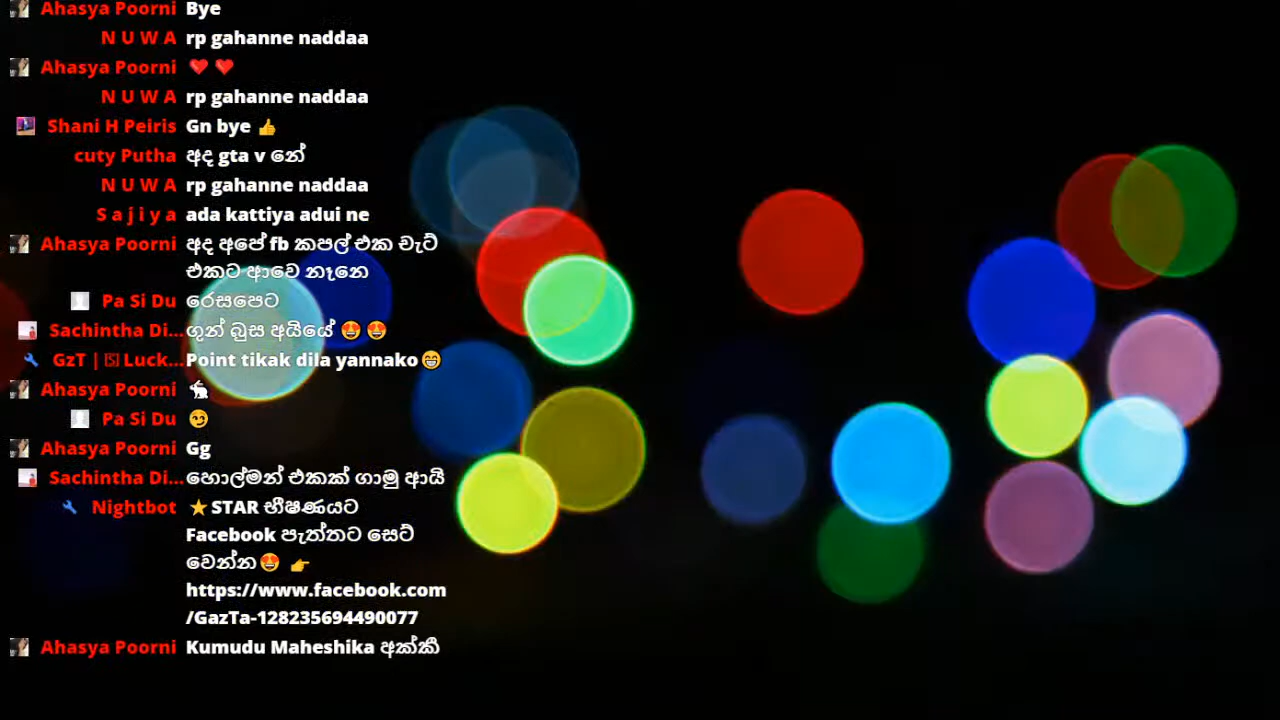 Ahasya Poorni Bye
N U W A rp gahanne naddaa
Ahasya Poorni ❤️ ❤️
N U W A rp gahanne naddaa
Shani H Peiris Gn bye 👍
cuty Putha අද gta v නේ
N U W A rp gahanne naddaa
S a j i y a ada kattiya adui ne
Ahasya Poorni අද අපේ fb කපල් එක චැට්
එකට ආවෙ නෑනෙ
Pa Si Du රෙසපෙට
Sachintha Di... ගුන් බුස අයියේ 😍 😍
GzT | 🅂 Luck... Point tikak dila yannako 😁
Ahasya Poorni 🐇
Pa Si Du 😏
Ahasya Poorni Gg
Sachintha Di... හොල්මන් එකක් ගාමු ආයි
Nightbot ⭐ STAR භීෂණයට
Facebook පැත්තට සෙට්
වෙන්න 😍 👉
https://www.facebook.com
/GazTa-128235694490077
Ahasya Poorni Kumudu Maheshika අක්කී